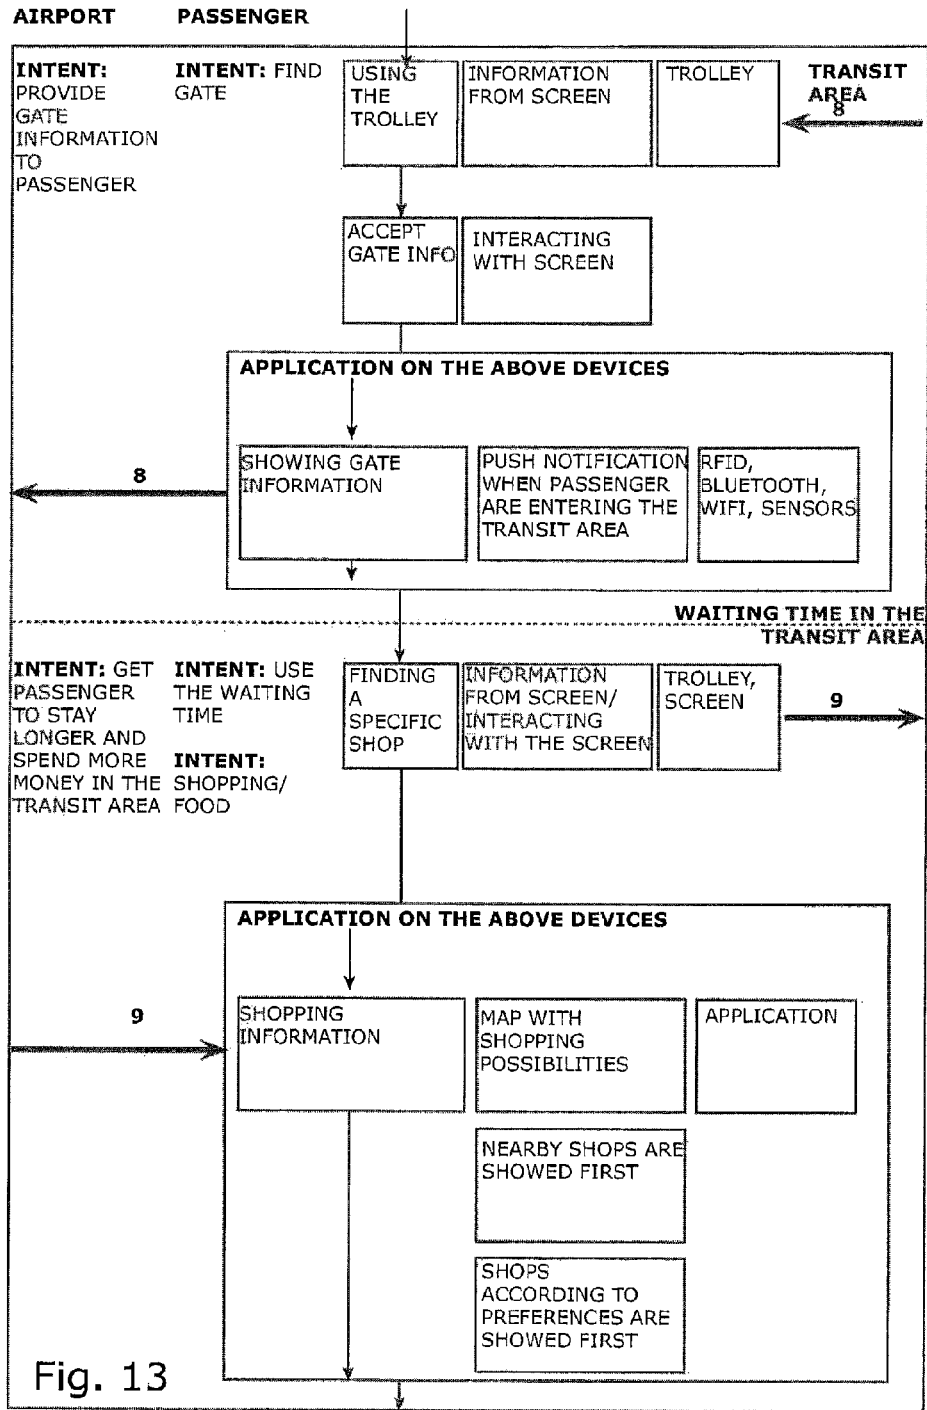 AIRPORT PASSENGER
INTENT:
PROVIDE
GATE
INFORMATION
TO
PASSENGER
INTENT: FIND
GATE
USING
THE
TROLLEY
INFORMATION
FROM SCREEN
TROLLEY
TRANSIT
AREA
8
ACCEPT
GATE INFO
INTERACTING
WITH SCREEN
APPLICATION ON THE ABOVE DEVICES
8
SHOWING GATE
INFORMATION
PUSH NOTIFICATION
WHEN PASSENGER
ARE ENTERING THE
TRANSIT AREA
RFID,
BLUETOOTH,
WIFI, SENSORS
WAITING TIME IN THE
TRANSIT AREA
INTENT: GET
PASSENGER
TO STAY
LONGER AND
SPEND MORE
MONEY IN THE
TRANSIT AREA
INTENT: USE
THE WAITING
TIME
INTENT:
SHOPPING/
FOOD
FINDING
A
SPECIFIC
SHOP
INFORMATION
FROM SCREEN/
INTERACTING
WITH THE SCREEN
TROLLEY,
SCREEN
9
APPLICATION ON THE ABOVE DEVICES
9
SHOPPING
INFORMATION
MAP WITH
SHOPPING
POSSIBILITIES
APPLICATION
NEARBY SHOPS ARE
SHOWED FIRST
SHOPS
ACCORDING TO
PREFERENCES ARE
SHOWED FIRST
Fig. 13